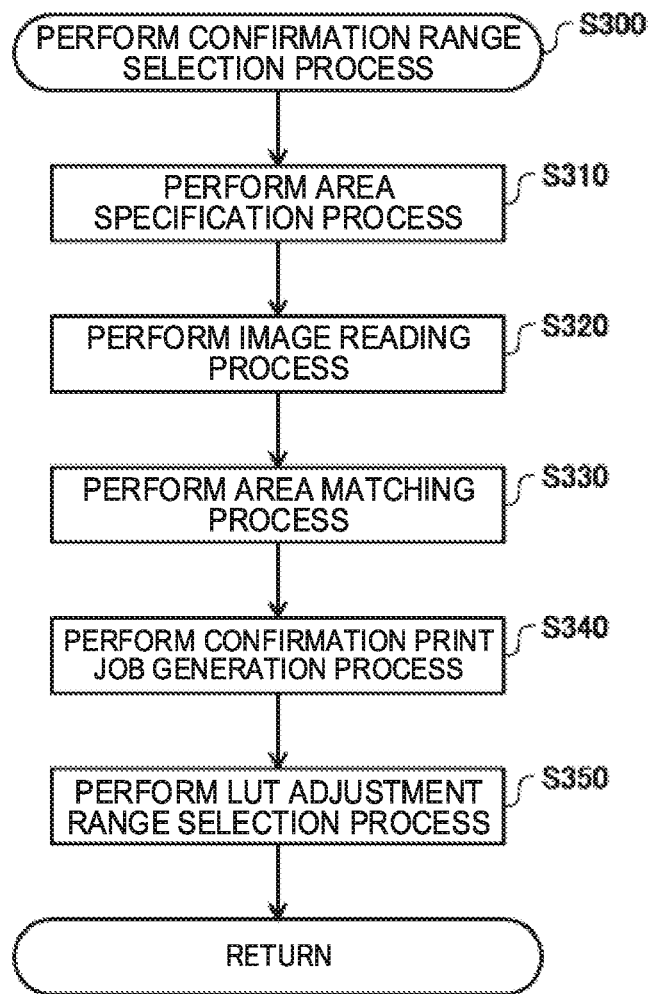 PERFORM CONFIRMATION RANGE
SELECTION PROCESS
S300
PERFORM AREA
SPECIFICATION PROCESS
S310
PERFORM IMAGE READING
PROCESS
S320
PERFORM AREA MATCHING
PROCESS
S330
PERFORM CONFIRMATION PRINT
JOB GENERATION PROCESS
S340
PERFORM LUT ADJUSTMENT
RANGE SELECTION PROCESS
S350
RETURN